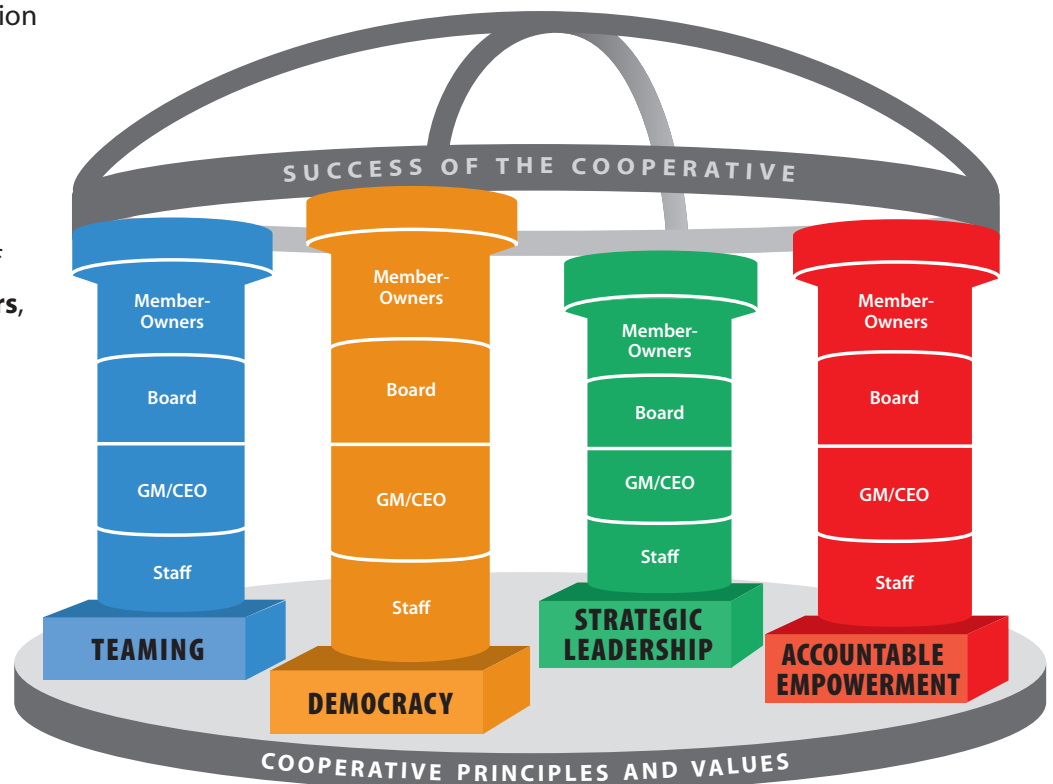 ion
rs,
SUCCESS OF THE COOPERATIVE
Member-
Owners
Board
GM/CEO
Staff
TEAMING
Member-
Owners
Board
GM/CEO
Staff
DEMOCRACY
Member-
Owners
Board
GM/CEO
Staff
STRATEGIC
LEADERSHIP
Member-
Owners
Board
GM/CEO
Staff
ACCOUNTABLE
EMPOWERMENT
COOPERATIVE PRINCIPLES AND VALUES